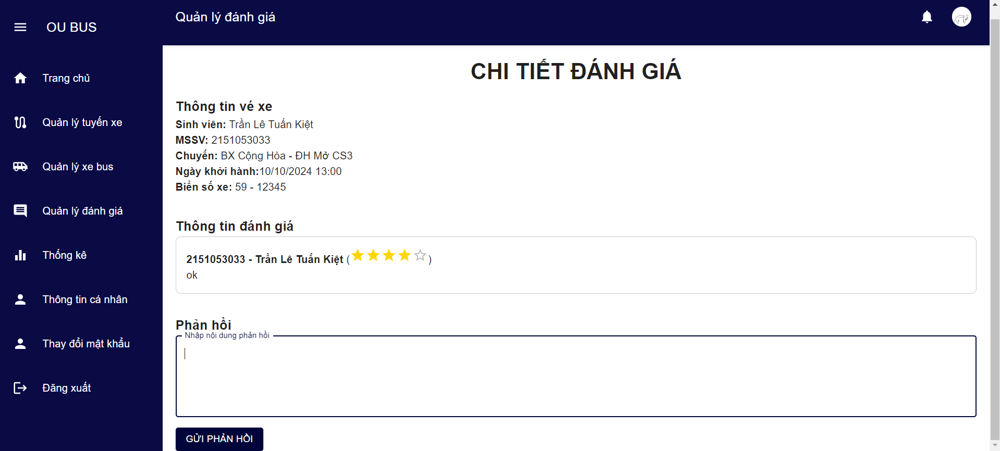 OU BUS
Trang chủ
Quản lý tuyến xe
Quản lý xe bus
Quản lý đánh giá
Thống kê
Thông tin cá nhân
Thay đổi mật khẩu
Đăng xuất
Quản lý đánh giá
CHI TIẾT ĐÁNH GIÁ
Thông tin vé xe
Sinh viên: Trần Lê Tuấn Kiệt
MSSV: 2151053033
Chuyến: BX Cộng Hòa - ĐH Mở CS3
Ngày khởi hành:10/10/2024 13:00
Biển số xe: 59 - 12345
Thông tin đánh giá
2151053033 - Trần Lê Tuấn Kiệt (★★★★☆)
ok
Phản hồi
Nhập nội dung phản hồi
GỬI PHẢN HỒI